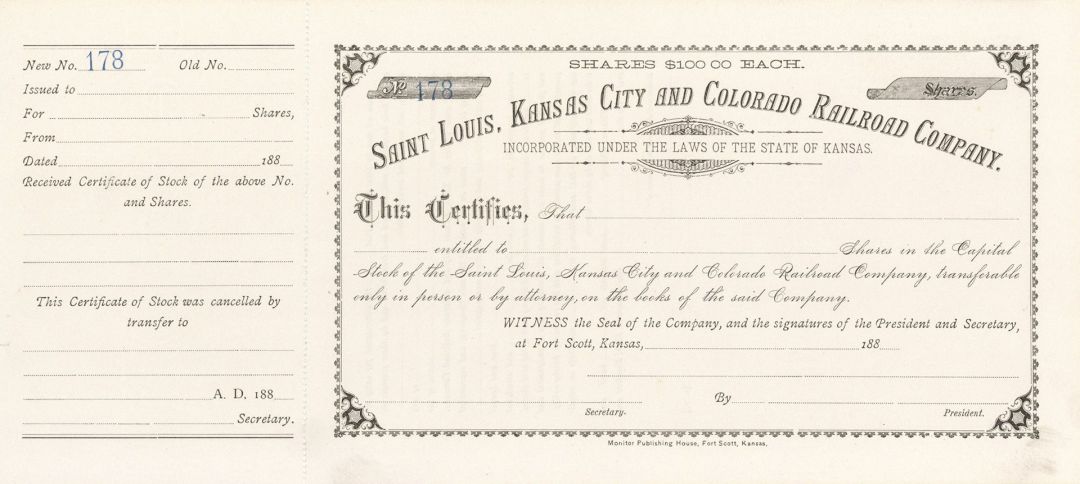 New No. 178 Old No.
Issued to
For Shares,
From
Dated 188
Received Certificate of Stock of the above No.
and Shares.
This Certificate of Stock was cancelled by
transfer to
A. D. 188
Secretary.
SHARES $100 00 EACH.
No 178 Shares.
SAINT LOUIS, KANSAS CITY AND COLORADO RAILROAD COMPANY.
INCORPORATED UNDER THE LAWS OF THE STATE OF KANSAS.
This Certifies, That
entitled to Shares in the Capital
Stock of the Saint Louis, Kansas City and Colorado Railroad Company, transferable
only in person or by attorney, on the books of the said Company.
WITNESS the Seal of the Company, and the signatures of the President and Secretary,
at Fort Scott, Kansas, 188
By
Secretary. President.
Monitor Publishing House, Fort Scott, Kansas.